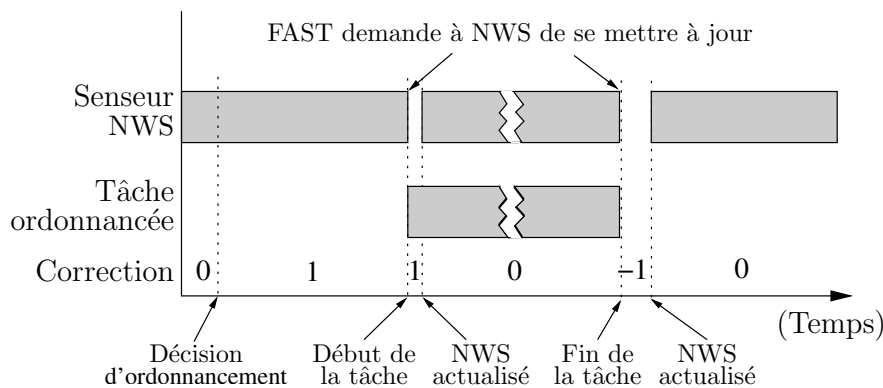 FAST demande à NWS de se mettre à jour
Senseur
NWS
Tâche
ordonnancée
Correction 0 1 1 0 −1 0
(Temps)
Décision
d'ordonnancement
Début de
la tâche
NWS
actualisé
Fin de
la tâche
NWS
actualisé